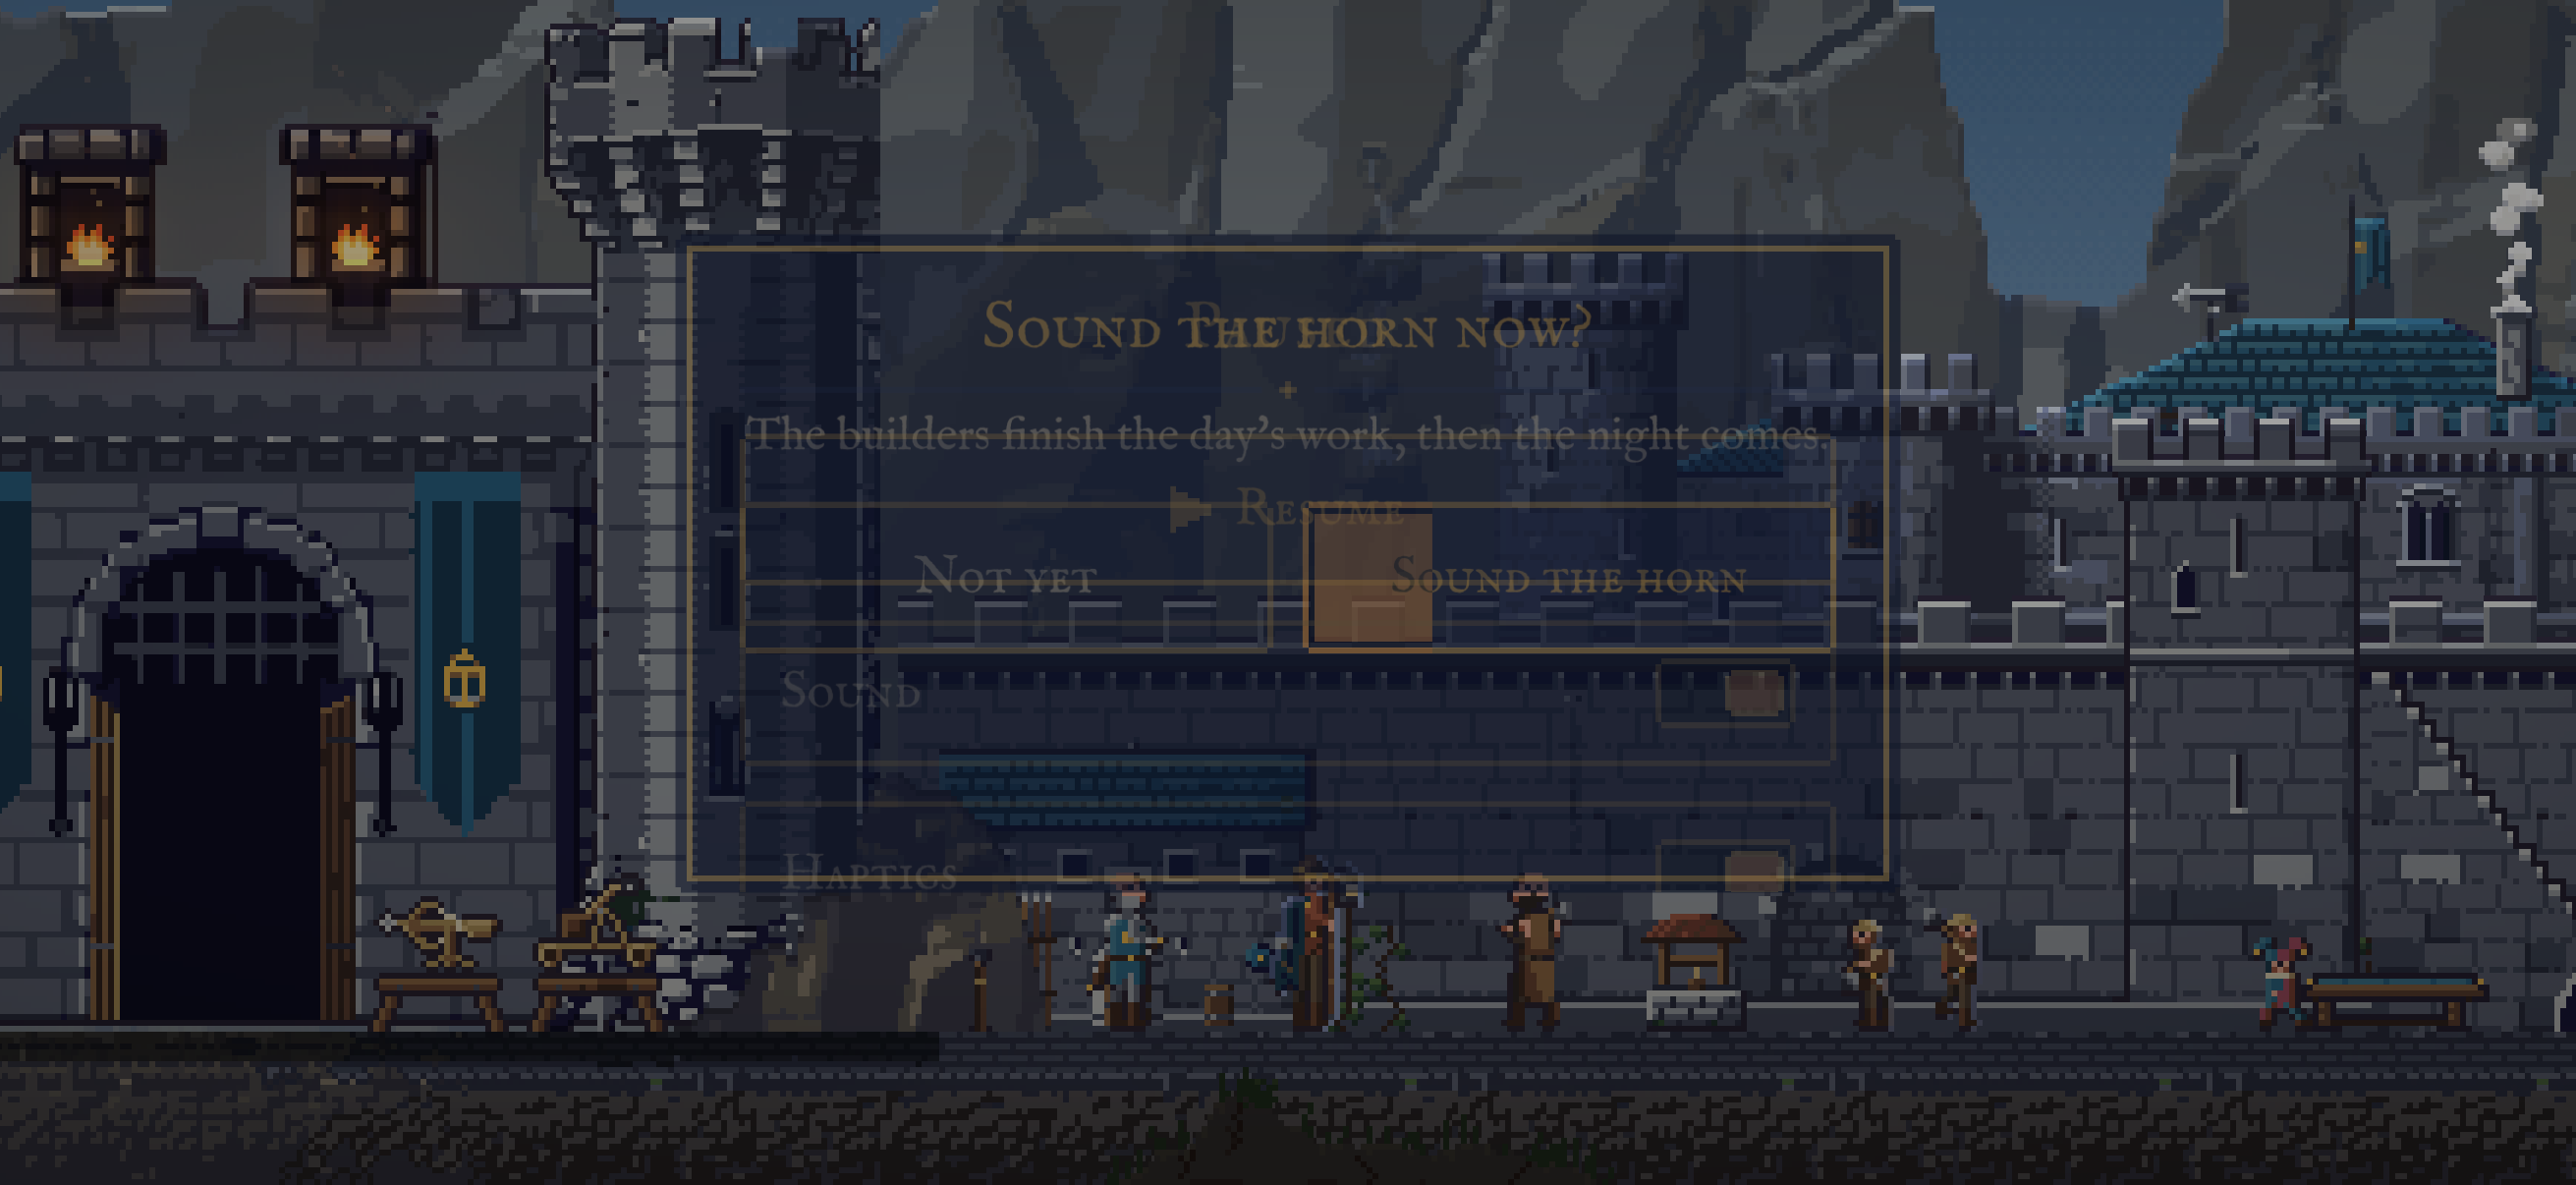 Sound the horn now?
Paused
The builders finish the day's work, then the night comes.
Resume
Not yet
Sound the horn
Sound
Haptics